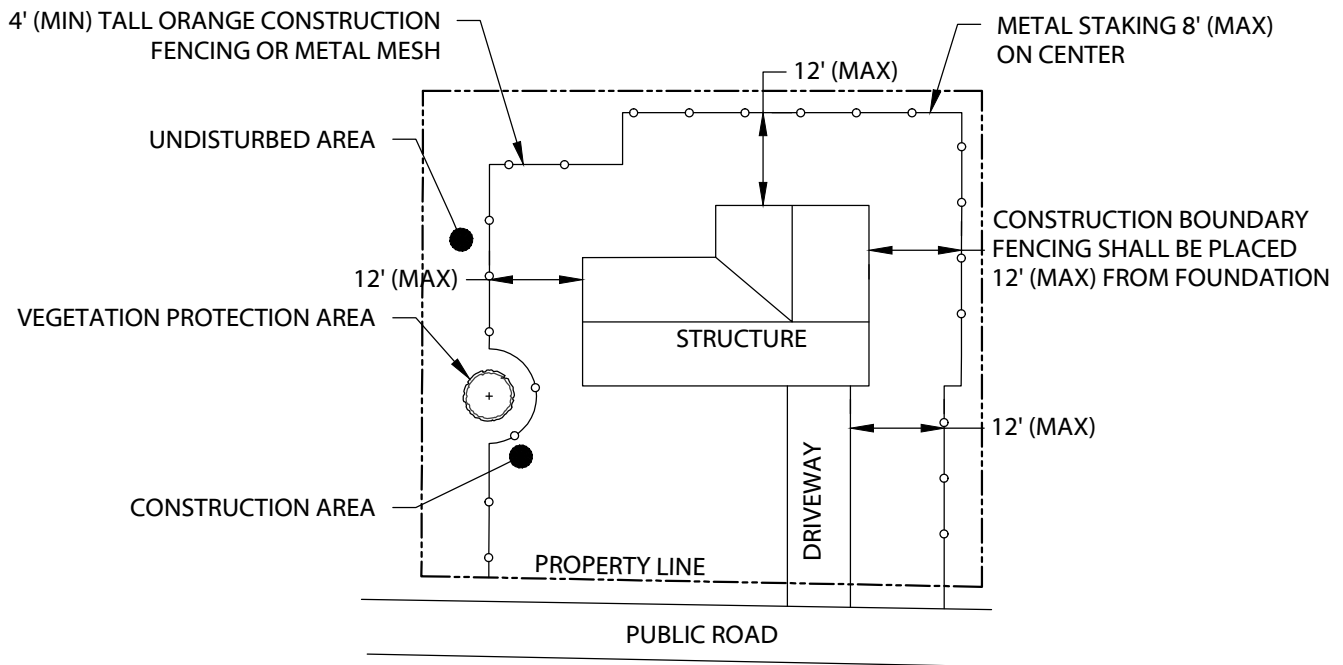 4' (MIN) TALL ORANGE CONSTRUCTION
FENCING OR METAL MESH
METAL STAKING 8' (MAX)
ON CENTER
12' (MAX)
UNDISTURBED AREA
CONSTRUCTION BOUNDARY
FENCING SHALL BE PLACED
12' (MAX) FROM FOUNDATION
12' (MAX)
VEGETATION PROTECTION AREA
STRUCTURE
12' (MAX)
DRIVEWAY
CONSTRUCTION AREA
PROPERTY LINE
PUBLIC ROAD